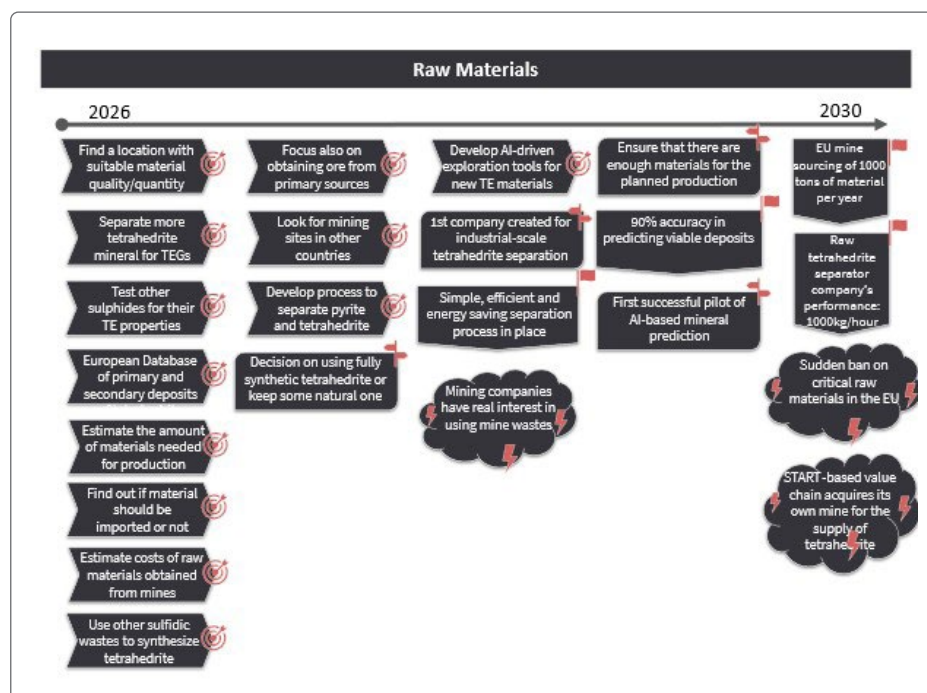 Raw Materials
2026
2030
Find a location with
suitable material
quality/quantity
Separate more
tetrahedrite
mineral for TEGs
Test other
sulphides for their
TE properties
European Database
of primary and
secondary deposits
Estimate the amount
of materials needed
for production
Find out if material
should be
imported or not
Estimate costs of raw
materials obtained
from mines
Use other sulfidic
wastes to synthesize
tetrahedrite
Focus also on
obtaining ore from
primary sources
Look for mining
sites in other
countries
Develop process to
separate pyrite
and tetrahedrite
Decision on using fully
synthetic tetrahedrite or
keep some natural one
Develop AI-driven
exploration tools for
new TE materials
1st company created for
industrial-scale
tetrahedrite separation
Simple, efficient and
energy saving separation
process in place
Mining companies
have real interest in
using mine wastes
Ensure that there are
enough materials for the
planned production
90% accuracy in
predicting viable deposits
First successful pilot of
AI-based mineral
prediction
EU mine
sourcing of 1000
tons of material
per year
Raw
tetrahedrite
separator
company's
performance:
1000kg/hour
Sudden ban on
critical raw
materials in the EU
START-based value
chain acquires its
own mine for the
supply of
tetrahedrite